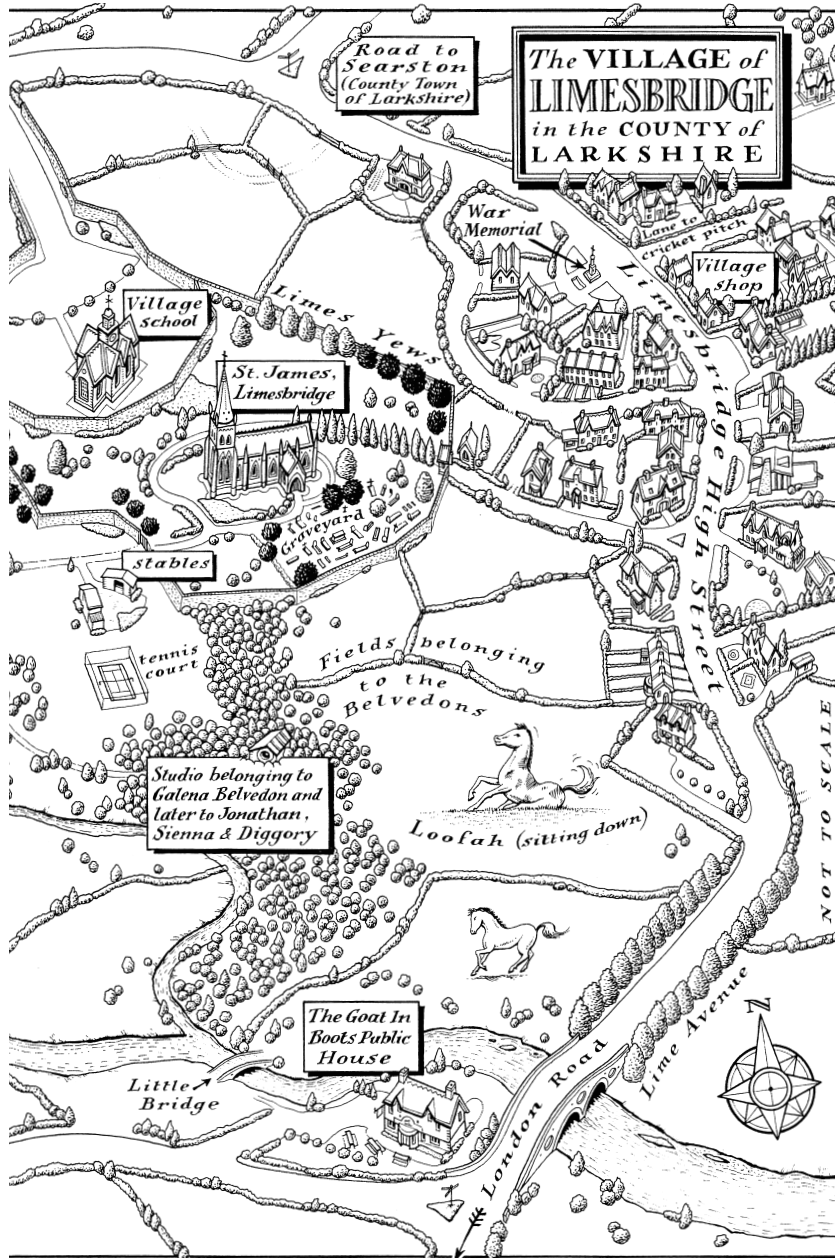 Road to
Searston
(County Town
of Larkshire)
The VILLAGE of
LIMESBRIDGE
in the COUNTY of
LARKSHIRE
War
Memorial
Lane to
cricket pitch
Village
shop
Limesbridge High Street
Limes Yews
Village
school
St. James,
Limesbridge
Graveyard
stables
tennis
court
Fields belonging
to the
Belvedons
Studio belonging to
Galena Belvedon and
later to Jonathan,
Sienna & Diggory
Loofah (sitting down)
NOT TO SCALE
The Goat In
Boots Public
House
Little
Bridge
London Road
Lime Avenue
N